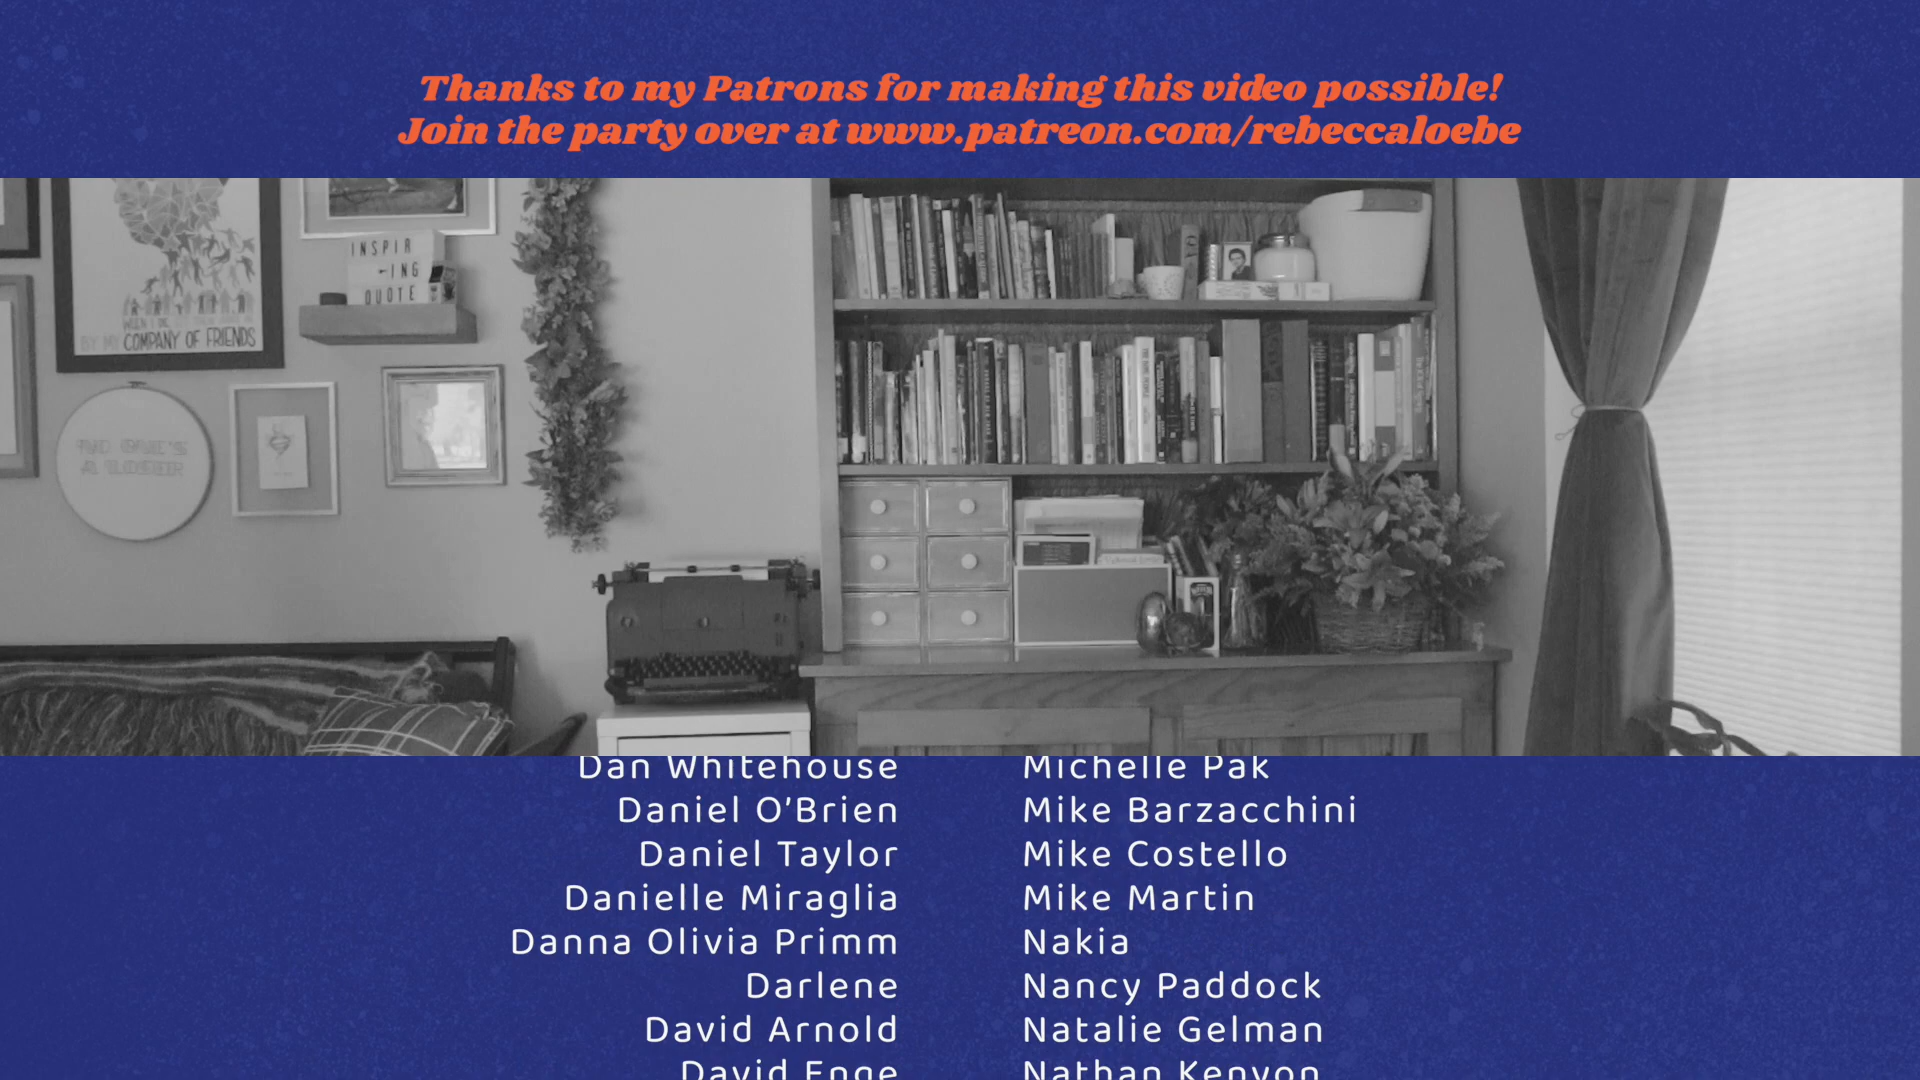 Thanks to my Patrons for making this video possible!
Join the party over at www.patreon.com/rebeccaloebe
INSPIR
-ING
QUOTE
BY MY COMPANY OF FRIENDS
Dan Whitehouse
Daniel O'Brien
Daniel Taylor
Danielle Miraglia
Danna Olivia Primm
Darlene
David Arnold
David Enge
Michelle Pak
Mike Barzacchini
Mike Costello
Mike Martin
Nakia
Nancy Paddock
Natalie Gelman
Nathan Kenyon